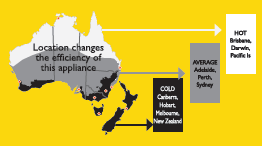 Location changes
the efficiency of
this appliance
HOT
Brisbane,
Darwin,
Pacific Is
AVERAGE
Adelaide,
Perth,
Sydney
COLD
Canberra,
Hobart,
Melbourne,
New Zealand